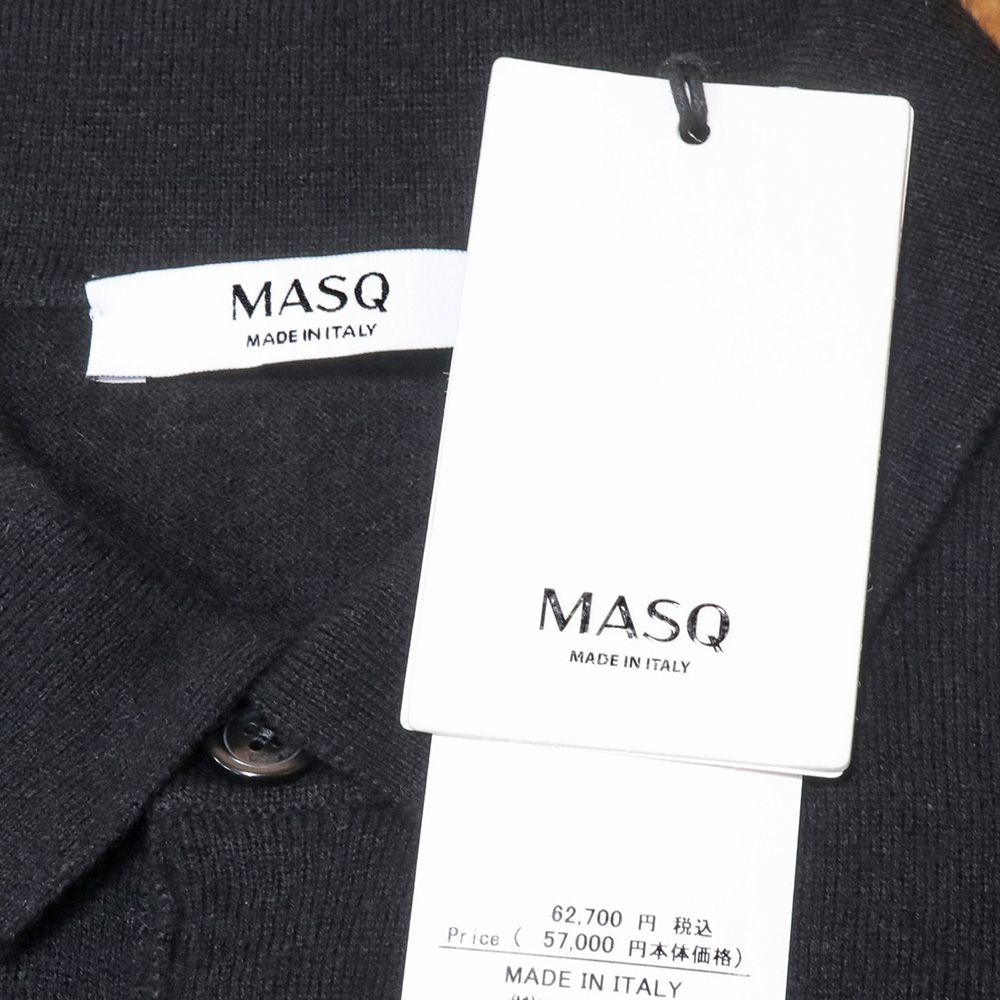 MASQ
MADE IN ITALY
MASQ
MADE IN ITALY
62,700 円 税込
Price ( 57,000 円本体価格)
MADE IN ITALY